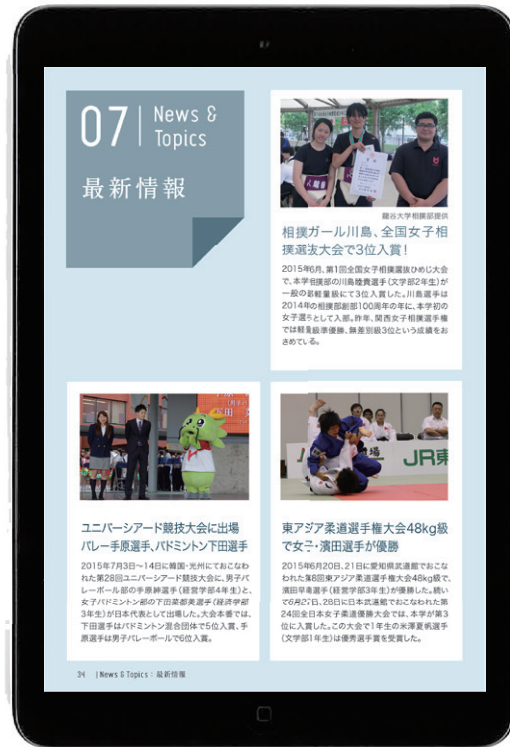 07
News &
Topics
最新情報
龍谷大学相撲部提供
相撲ガール川島、全国女子相
撲選抜大会で3位入賞！
2015年6月、第1回全国女子相撲選抜ひめじ大会
で、本学相撲部の川島睦貴選手（文学部2年生）が
一般の部軽量級にて3位入賞した。川島選手は
2014年の相撲部創部100周年の年に、本学初の
女子選手として入部。昨年、関西女子相撲選手権
では軽量級準優勝、無差別級3位という成績をお
さめている。
ユニバーシアード競技大会に出場
バレー手原選手、バドミントン下田選手
2015年7月3日〜14日に韓国・光州にておこなわ
れた第28回ユニバーシアード競技大会に、男子バ
レーボール部の手原紳選手（経営学部4年生）と、
女子バドミントン部の下田菜都美選手（経済学部
3年生）が日本代表として出場した。大会本番では、
下田選手はバドミントン混合団体で5位入賞、手
原選手は男子バレーボールで6位入賞。
JR東
東アジア柔道選手権大会48kg級
で女子・濱田選手が優勝
2015年6月20日、21日に愛知県武道館でおこな
われた第8回東アジア柔道選手権大会48kg級で、
濱田早萌選手（経営学部3年生）が優勝した。続い
て6月27日、28日に日本武道館でおこなわれた第
24回全日本女子柔道優勝大会では、本学が第3
位に入賞した。この大会で1年生の米澤夏帆選手
（文学部1年生）は優秀選手賞を受賞した。
34 | News & Topics : 最新情報